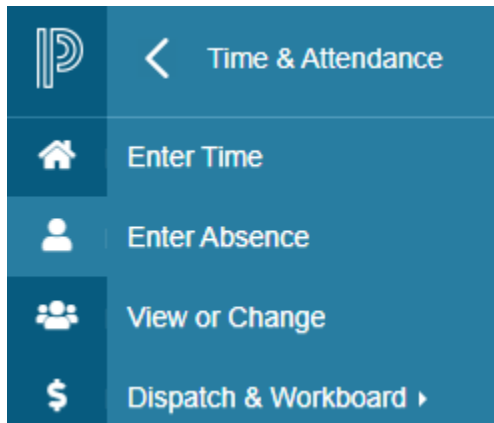 Time & Attendance
Enter Time
Enter Absence
View or Change
Dispatch & Workboard